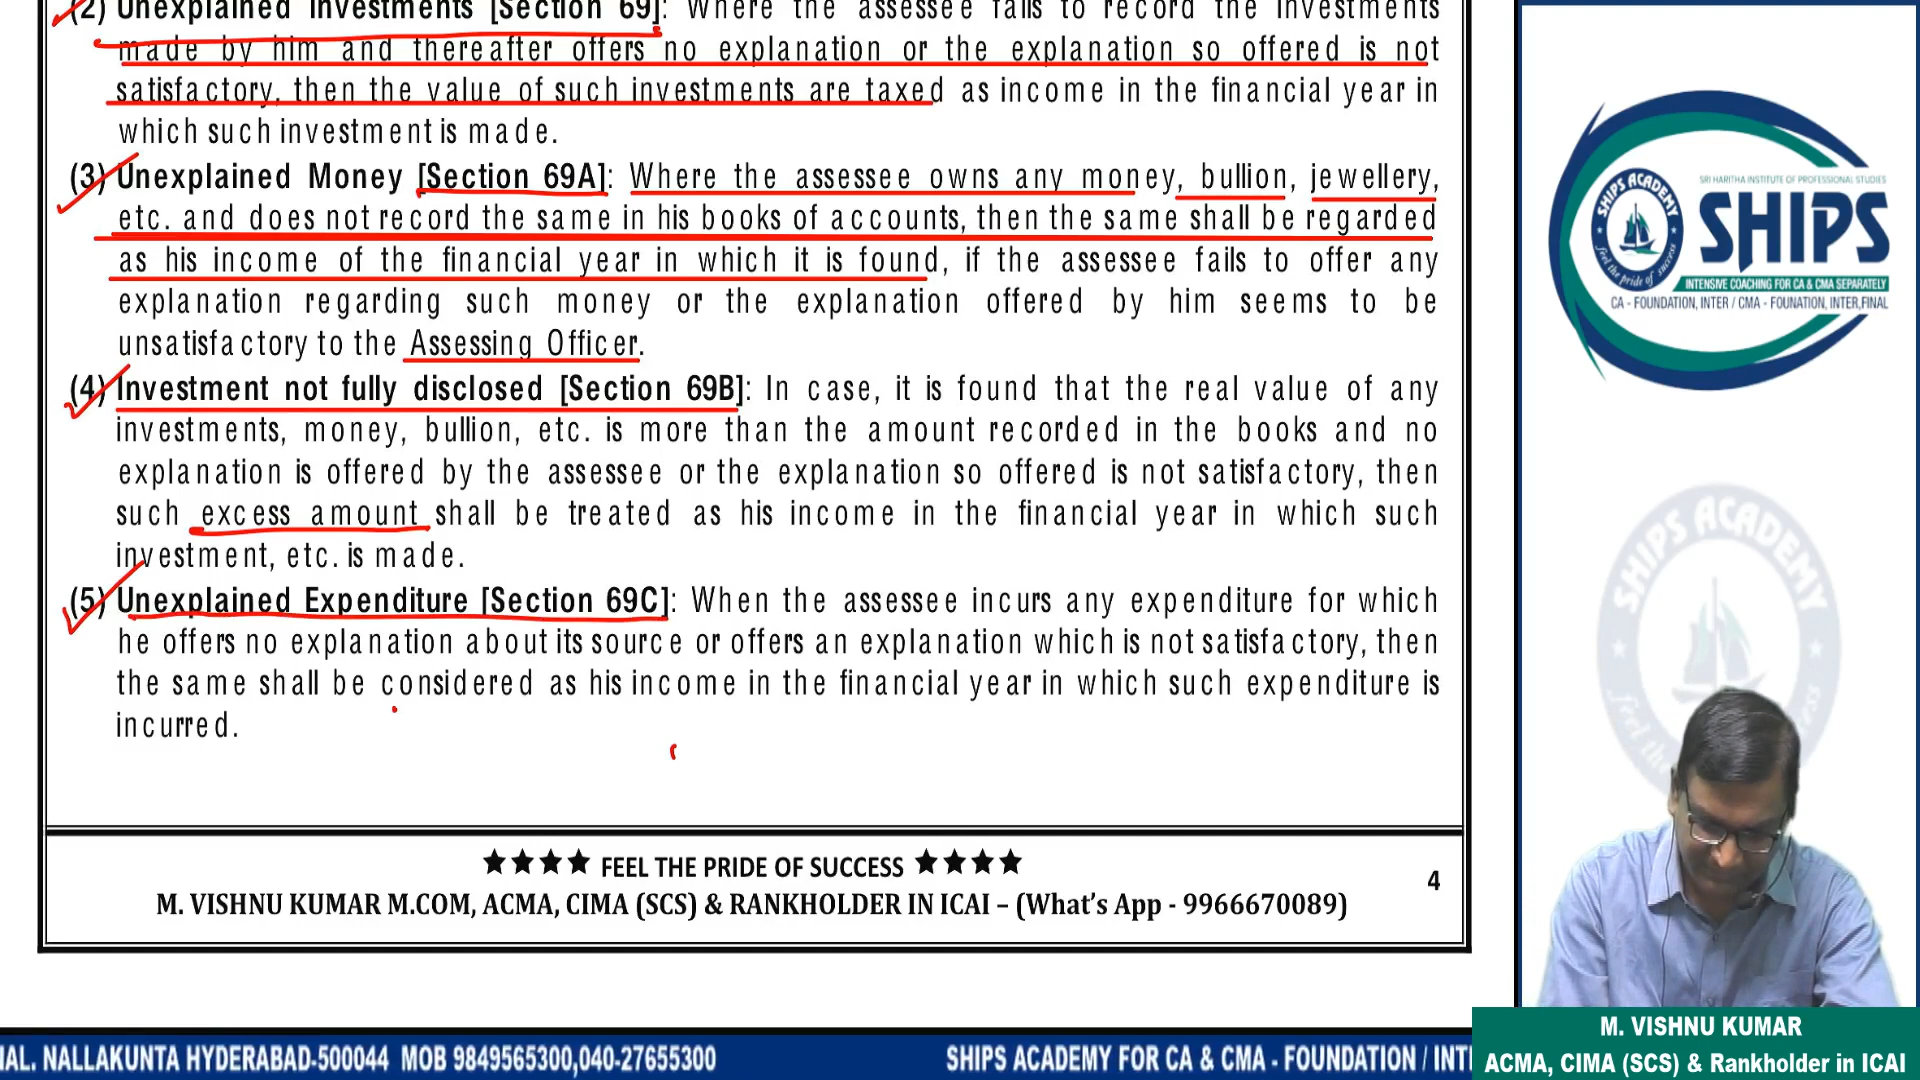 (2) Unexplained Investments [Section 69]: Where the assessee fails to record the investments
made by him and thereafter offers no explanation or the explanation so offered is not
satisfactory, then the value of such investments are taxed as income in the financial year in
which such investment is made.
(3) Unexplained Money [Section 69A]: Where the assessee owns any money, bullion, jewellery,
etc. and does not record the same in his books of accounts, then the same shall be regarded
as his income of the financial year in which it is found, if the assessee fails to offer any
explanation regarding such money or the explanation offered by him seems to be
unsatisfactory to the Assessing Officer.
(4) Investment not fully disclosed [Section 69B]: In case, it is found that the real value of any
investments, money, bullion, etc. is more than the amount recorded in the books and no
explanation is offered by the assessee or the explanation so offered is not satisfactory, then
such excess amount shall be treated as his income in the financial year in which such
investment, etc. is made.
(5) Unexplained Expenditure [Section 69C]: When the assessee incurs any expenditure for which
he offers no explanation about its source or offers an explanation which is not satisfactory, then
the same shall be considered as his income in the financial year in which such expenditure is
incurred.
★★★★ FEEL THE PRIDE OF SUCCESS ★★★★
4
M. VISHNU KUMAR M.COM, ACMA, CIMA (SCS) & RANKHOLDER IN ICAI – (What's App - 9966670089)
SRI HARITHA INSTITUTE OF PROFESSIONAL STUDIES
SHIPS ACADEMY
feel the pride of success
SHIPS
INTENSIVE COACHING FOR CA & CMA SEPARATELY
CA - FOUNDATION, INTER / CMA - FOUNATION, INTER,FINAL
SHIPS ACADEMY
M. VISHNU KUMAR
ACMA, CIMA (SCS) & Rankholder in ICAI
NAL. NALLAKUNTA HYDERABAD-500044 MOB 9849565300,040-27655300
SHIPS ACADEMY FOR CA & CMA - FOUNDATION / INT